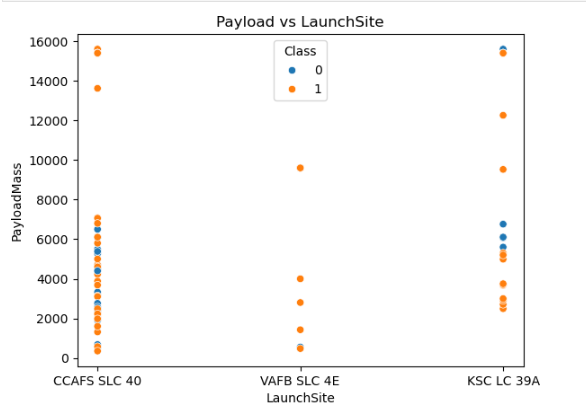 Payload vs LaunchSite
Class
0
1
16000
14000
12000
10000
8000
6000
4000
2000
0
PayloadMass
CCAFS SLC 40
VAFB SLC 4E
KSC LC 39A
LaunchSite